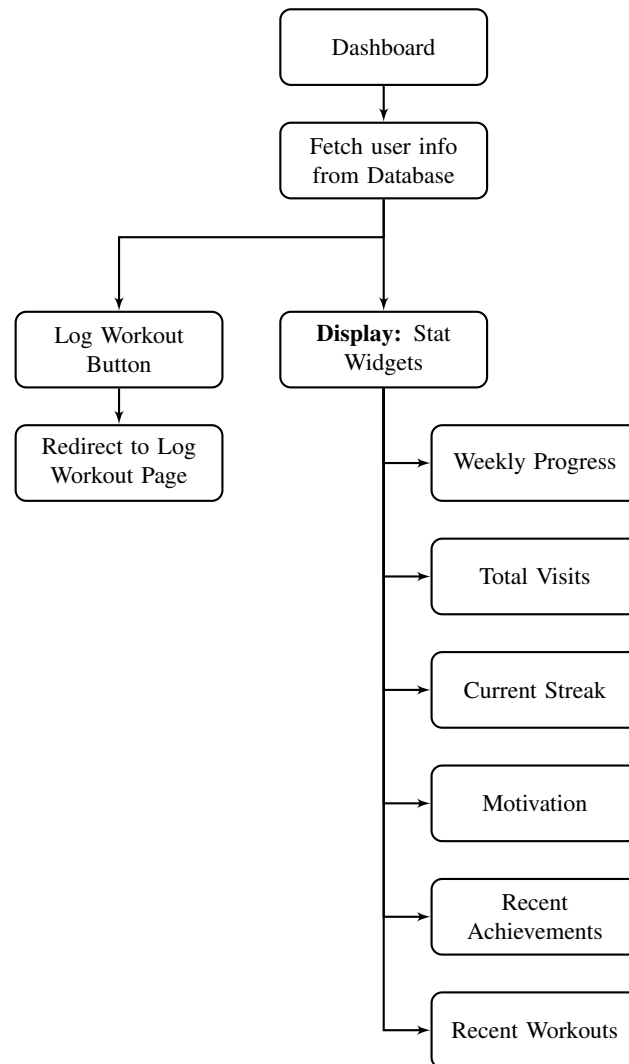 Dashboard
Fetch user info
from Database
Log Workout
Button
Display: Stat
Widgets
Redirect to Log
Workout Page
Weekly Progress
Total Visits
Current Streak
Motivation
Recent
Achievements
Recent Workouts